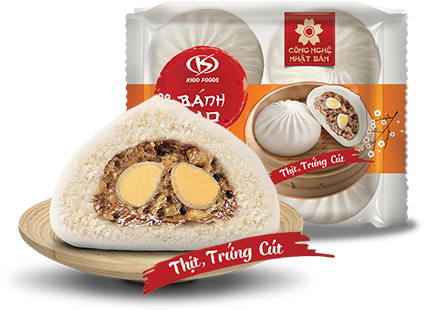 KIDO FOODS
CÔNG NGHỆ
NHẬT BẢN
BÁNH
Thịt, Trứng Cút
Thịt, Trứng Cút